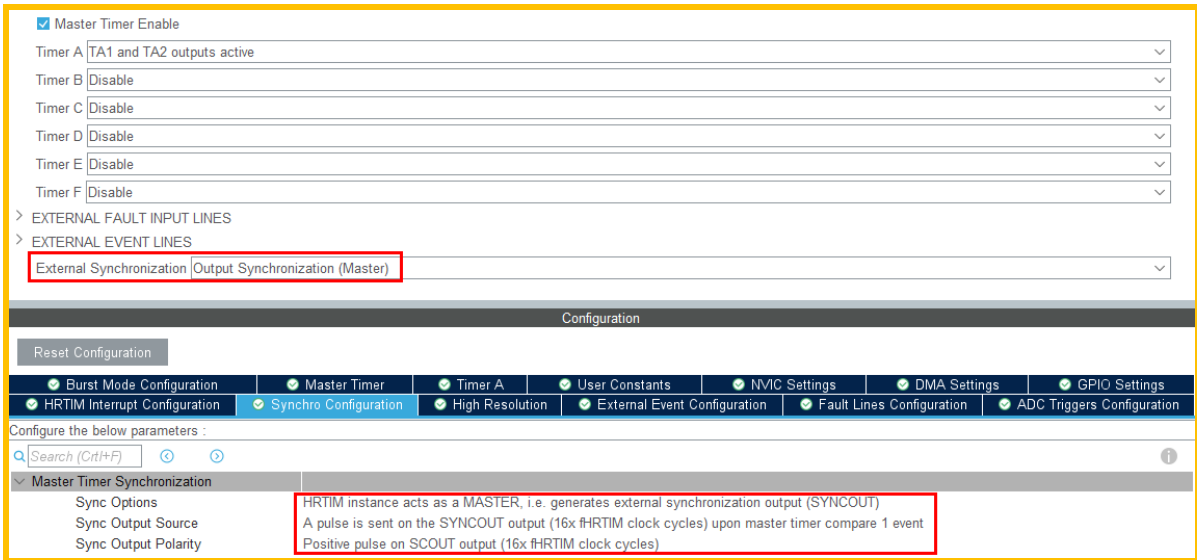 Master Timer Enable
Timer A TA1 and TA2 outputs active
Timer B Disable
Timer C Disable
Timer D Disable
Timer E Disable
Timer F Disable
EXTERNAL FAULT INPUT LINES
EXTERNAL EVENT LINES
External Synchronization Output Synchronization (Master)
Configuration
Reset Configuration
Burst Mode Configuration Master Timer Timer A User Constants NVIC Settings DMA Settings GPIO Settings
HRTIM Interrupt Configuration Synchro Configuration High Resolution External Event Configuration Fault Lines Configuration ADC Triggers Configuration
Configure the below parameters :
Search (Crtl+F)
Master Timer Synchronization
Sync Options HRTIM instance acts as a MASTER, i.e. generates external synchronization output (SYNCOUT)
Sync Output Source A pulse is sent on the SYNCOUT output (16x fHRTIM clock cycles) upon master timer compare 1 event
Sync Output Polarity Positive pulse on SCOUT output (16x fHRTIM clock cycles)